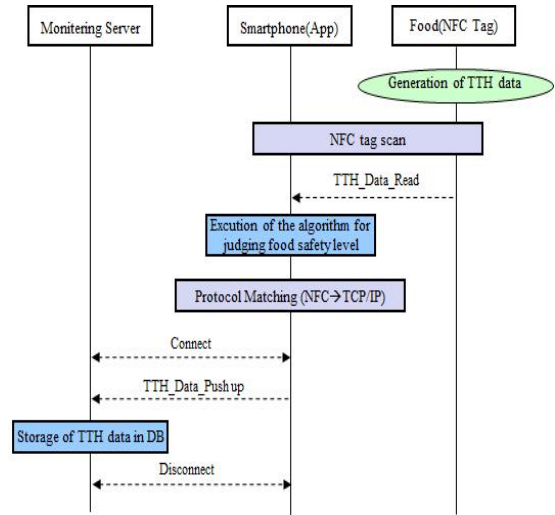 Monitering Server
Smartphone(App)
Food(NFC Tag)
Generation of TTH data
NFC tag scan
TTH_Data_Read
Excution of the algorithm for
judging food safety level
Protocol Matching (NFC→TCP/IP)
Connect
TTH_Data_Push up
Storage of TTH data in DB
Disconnect